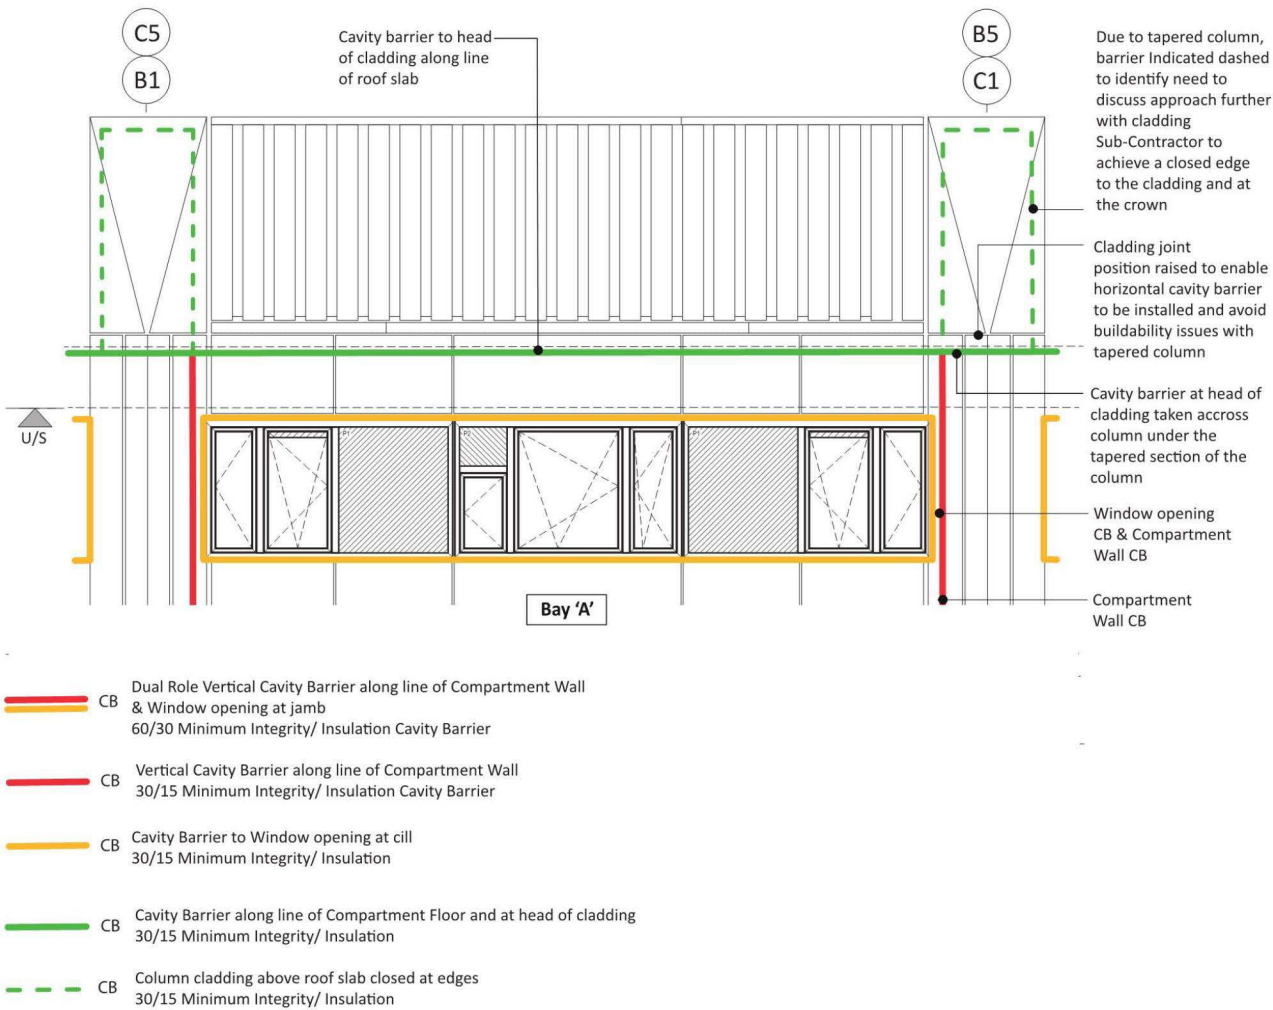 C5
B1
Cavity barrier to head
of cladding along line
of roof slab
B5
C1
Due to tapered column,
barrier Indicated dashed
to identify need to
discuss approach further
with cladding
Sub-Contractor to
achieve a closed edge
to the cladding and at
the crown
Cladding joint
position raised to enable
horizontal cavity barrier
to be installed and avoid
buildability issues with
tapered column
Cavity barrier at head of
cladding taken accross
column under the
tapered section of the
column
U/S
P1
P2
P1
Window opening
CB & Compartment
Wall CB
Compartment
Wall CB
Bay ‘A’
CB
Dual Role Vertical Cavity Barrier along line of Compartment Wall
& Window opening at jamb
60/30 Minimum Integrity/ Insulation Cavity Barrier
CB
Vertical Cavity Barrier along line of Compartment Wall
30/15 Minimum Integrity/ Insulation Cavity Barrier
CB
Cavity Barrier to Window opening at cill
30/15 Minimum Integrity/ Insulation
CB
Cavity Barrier along line of Compartment Floor and at head of cladding
30/15 Minimum Integrity/ Insulation
CB
Column cladding above roof slab closed at edges
30/15 Minimum Integrity/ Insulation